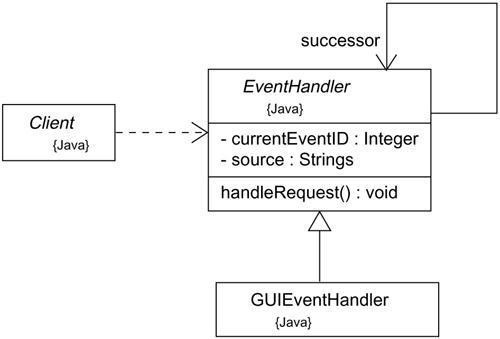 successor
EventHandler
{Java}
Client
{Java}
- currentEventID : Integer
- source : Strings
handleRequest() : void
GUIEventHandler
{Java}